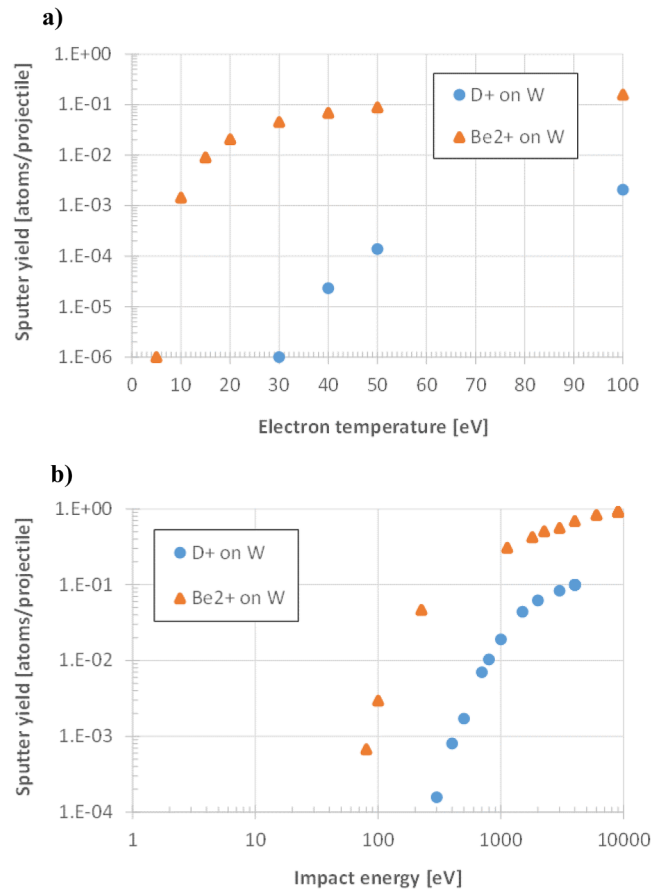 a)
Sputter yield [atoms/projectile]
1.E+00
1.E-01
1.E-02
1.E-03
1.E-04
1.E-05
1.E-06
D+ on W
Be2+ on W
0 10 20 30 40 50 60 70 80 90 100
Electron temperature [eV]
b)
Sputter yield [atoms/projectile]
1.E+00
1.E-01
1.E-02
1.E-03
1.E-04
D+ on W
Be2+ on W
1 10 100 1000 10000
Impact energy [eV]